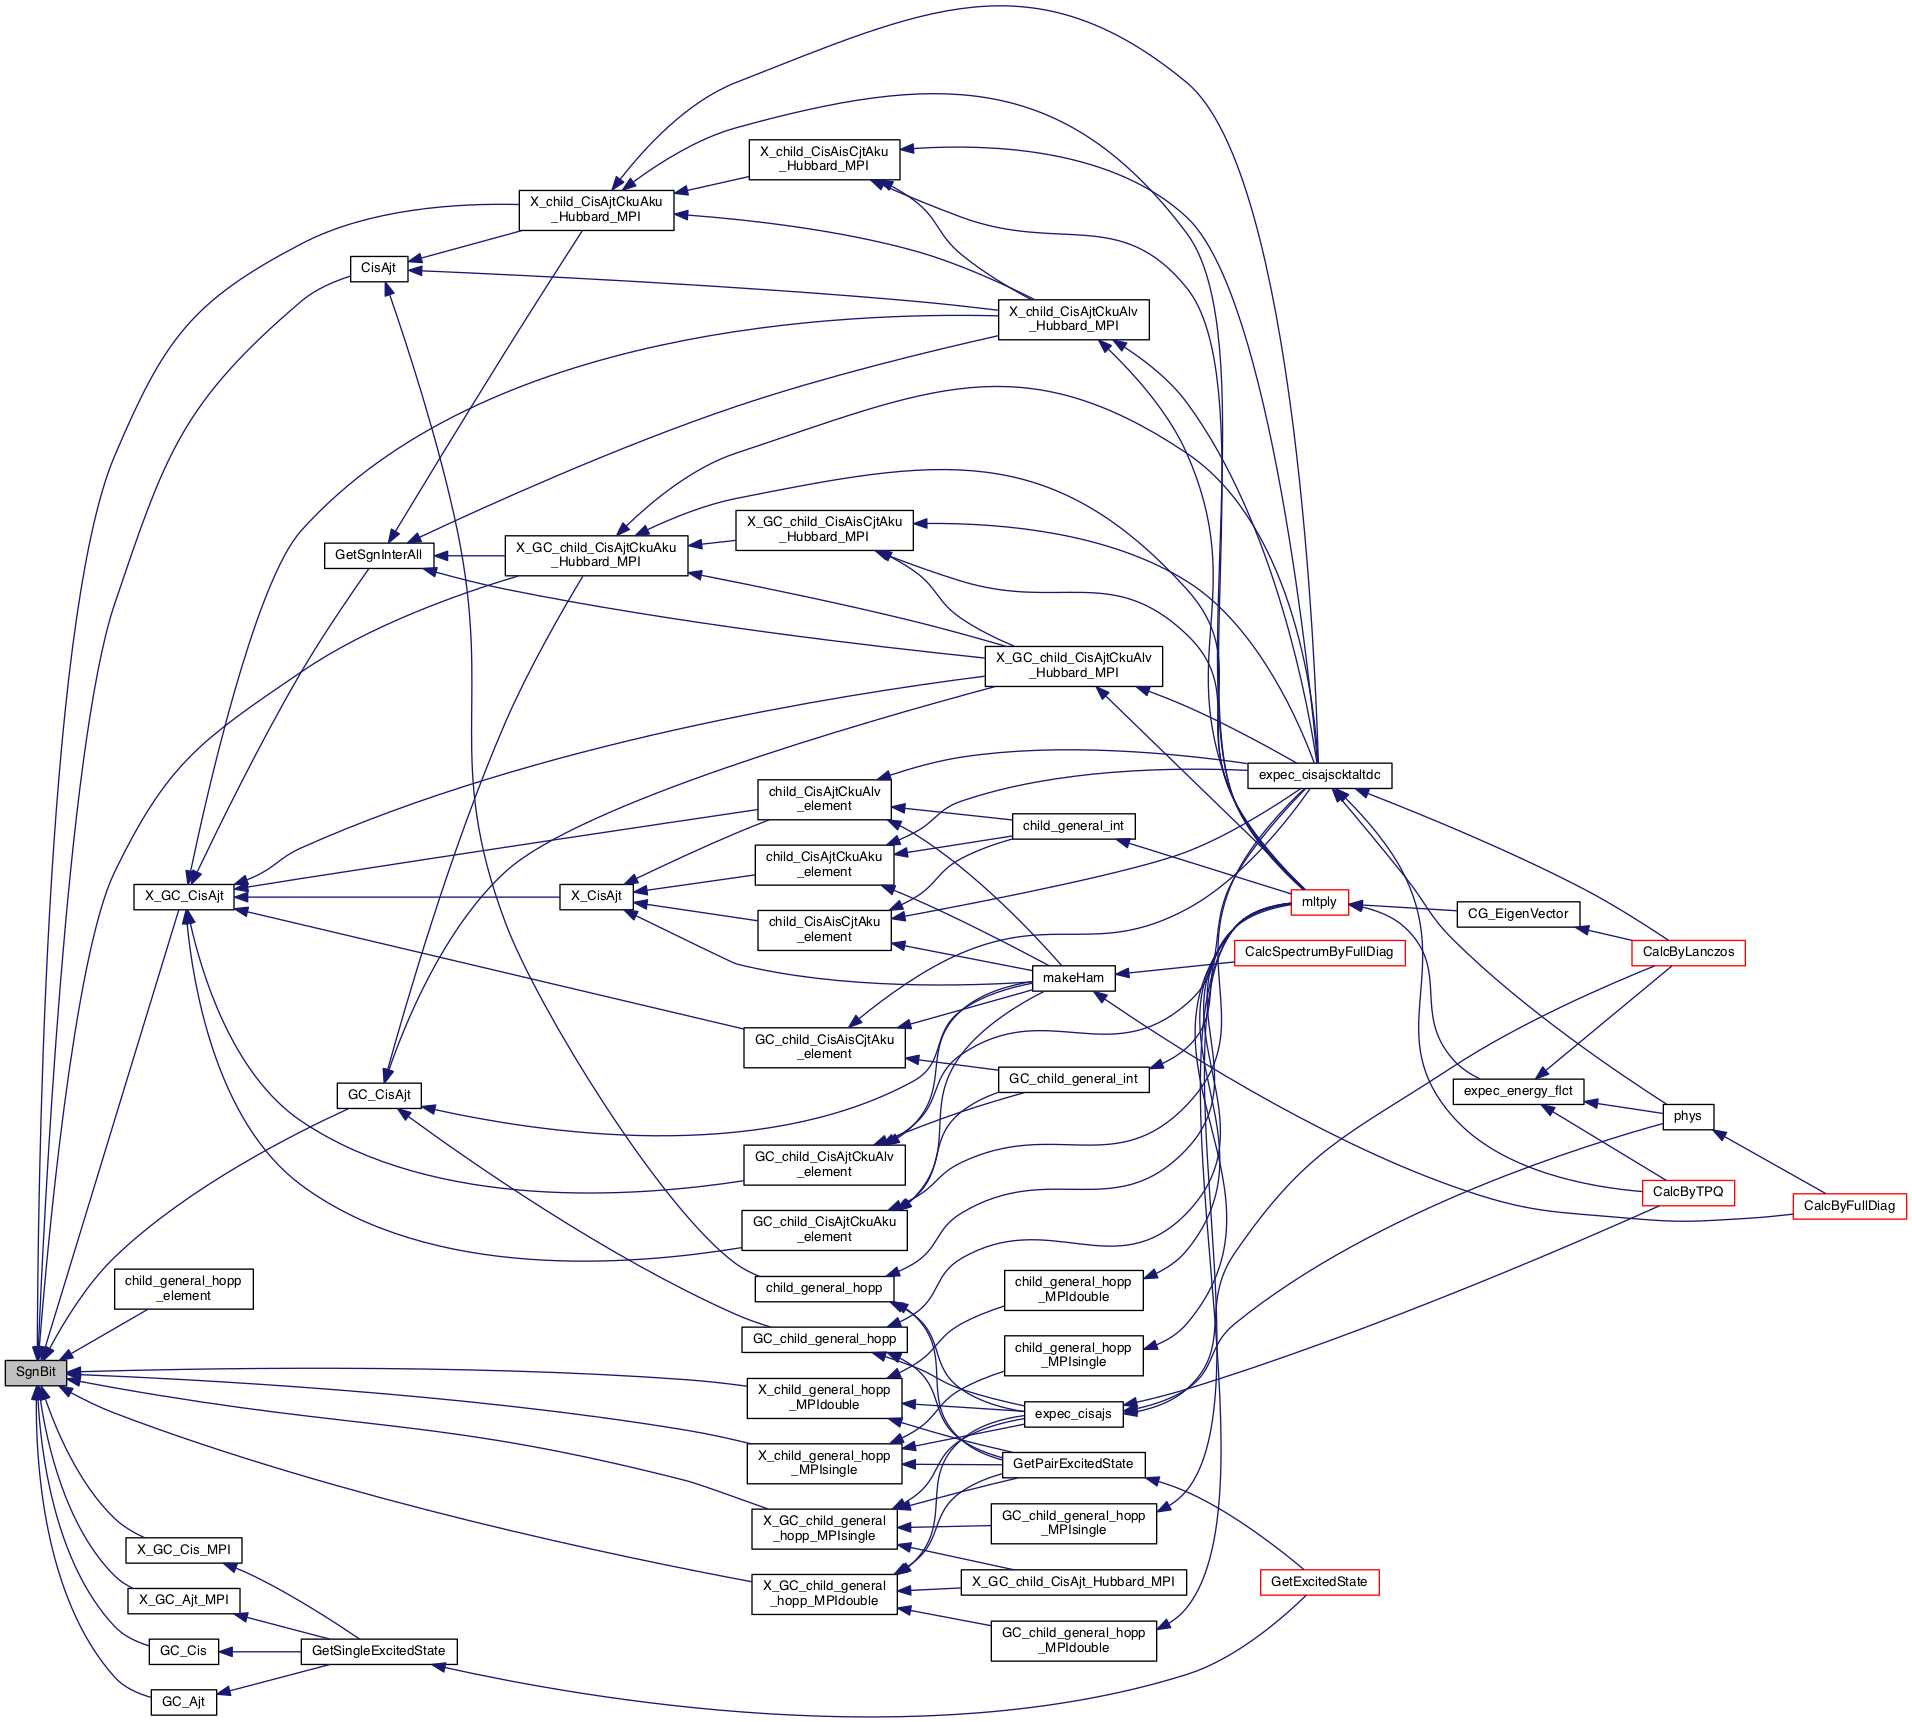 X_child_CisAisCjtAku
_Hubbard_MPI
X_child_CisAjtCkuAku
_Hubbard_MPI
CisAjt
X_child_CisAjtCkuAlv
_Hubbard_MPI
X_GC_child_CisAisCjtAku
_Hubbard_MPI
GetSgnInterAll
X_GC_child_CisAjtCkuAku
_Hubbard_MPI
X_GC_child_CisAjtCkuAlv
_Hubbard_MPI
expec_cisajscktaltdc
child_CisAjtCkuAlv
_element
child_general_int
child_CisAjtCkuAku
_element
X_GC_CisAjt
X_CisAjt
mltply
CG_EigenVector
child_CisAisCjtAku
_element
CalcSpectrumByFullDiag
CalcByLanczos
makeHam
GC_child_CisAisCjtAku
_element
GC_child_general_int
GC_CisAjt
expec_energy_flct
phys
GC_child_CisAjtCkuAlv
_element
CalcByTPQ
CalcByFullDiag
GC_child_CisAjtCkuAku
_element
child_general_hopp
_element
child_general_hopp
child_general_hopp
_MPIdouble
GC_child_general_hopp
child_general_hopp
_MPIsingle
SgnBit
X_child_general_hopp
_MPIdouble
expec_cisajs
X_child_general_hopp
_MPIsingle
GetPairExcitedState
X_GC_child_general
_hopp_MPIsingle
GC_child_general_hopp
_MPIsingle
X_GC_Cis_MPI
X_GC_child_general
_hopp_MPIdouble
X_GC_child_CisAjt_Hubbard_MPI
GetExcitedState
X_GC_Ajt_MPI
GC_child_general_hopp
_MPIdouble
GC_Cis
GetSingleExcitedState
GC_Ajt